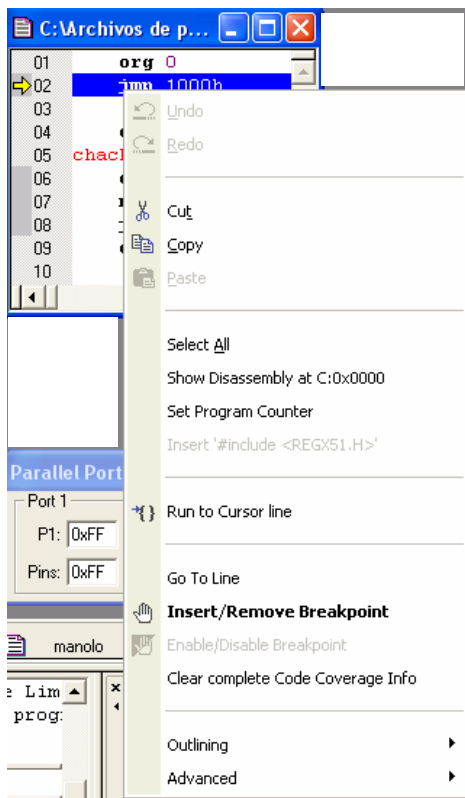 C:\Archivos de p...
01 org 0
02 jmp 1000h
03
04
05 chac
06
07
08
09
10
Undo
Redo
Cut
Copy
Paste
Select All
Show Disassembly at C:0x0000
Set Program Counter
Insert '#include <REGX51.H>'
Run to Cursor line
Go To Line
Insert/Remove Breakpoint
Enable/Disable Breakpoint
Clear complete Code Coverage Info
Outlining
Advanced
Parallel Port
Port 1
P1: 0xFF
Pins: 0xFF
manolo
e Lim
prog